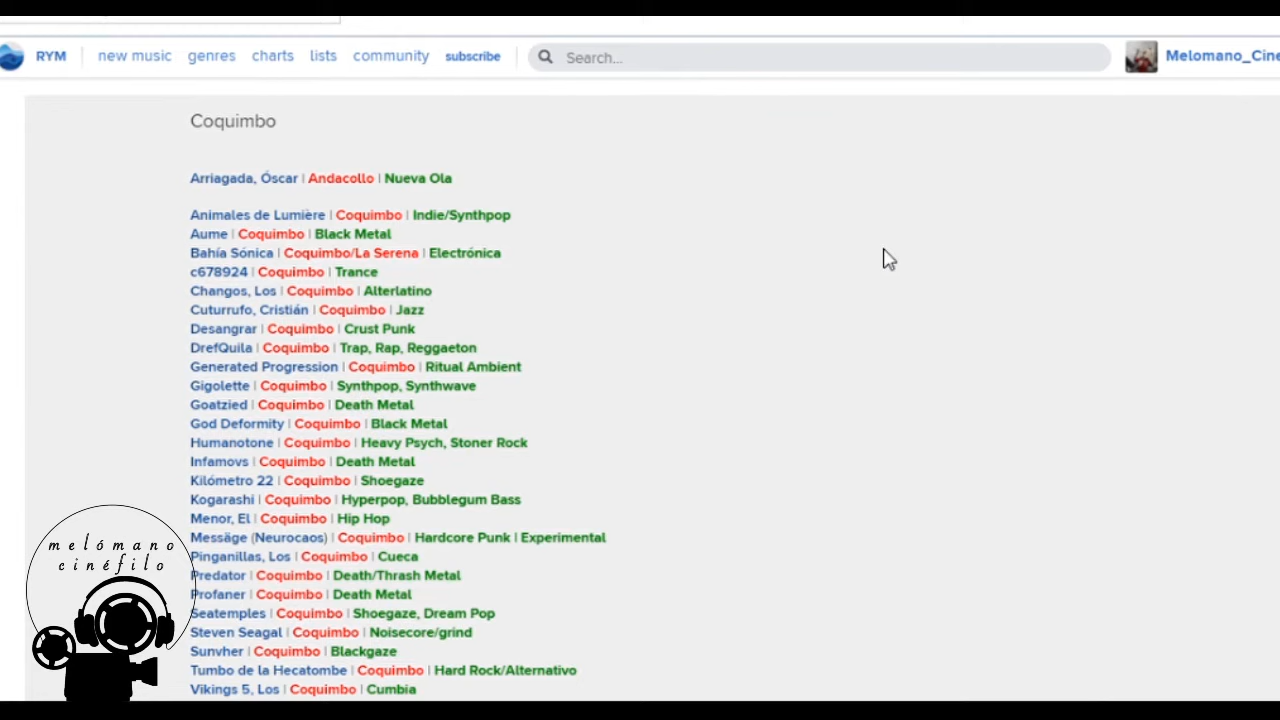 RYM new music genres charts lists community subscribe Search... Melomano_Cine
Coquimbo
Arriagada, Óscar | Andacollo | Nueva Ola
Animales de Lumière | Coquimbo | Indie/Synthpop
Aume | Coquimbo | Black Metal
Bahía Sónica | Coquimbo/La Serena | Electrónica
c678924 | Coquimbo | Trance
Changos, Los | Coquimbo | Alterlatino
Cuturrufo, Cristián | Coquimbo | Jazz
Desangrar | Coquimbo | Crust Punk
DrefQuila | Coquimbo | Trap, Rap, Reggaeton
Generated Progression | Coquimbo | Ritual Ambient
Gigolette | Coquimbo | Synthpop, Synthwave
Goatzied | Coquimbo | Death Metal
God Deformity | Coquimbo | Black Metal
Humanotone | Coquimbo | Heavy Psych, Stoner Rock
Infamovs | Coquimbo | Death Metal
Kilómetro 22 | Coquimbo | Shoegaze
Kogarashi | Coquimbo | Hyperpop, Bubblegum Bass
Menor, El | Coquimbo | Hip Hop
Messäge (Neurocaos) | Coquimbo | Hardcore Punk | Experimental
Pinganillas, Los | Coquimbo | Cueca
Predator | Coquimbo | Death/Thrash Metal
Profaner | Coquimbo | Death Metal
Seatemples | Coquimbo | Shoegaze, Dream Pop
Steven Seagal | Coquimbo | Noisecore/grind
Sunvher | Coquimbo | Blackgaze
Tumbo de la Hecatombe | Coquimbo | Hard Rock/Alternativo
Vikings 5, Los | Coquimbo | Cumbia
melómano
cinéfilo